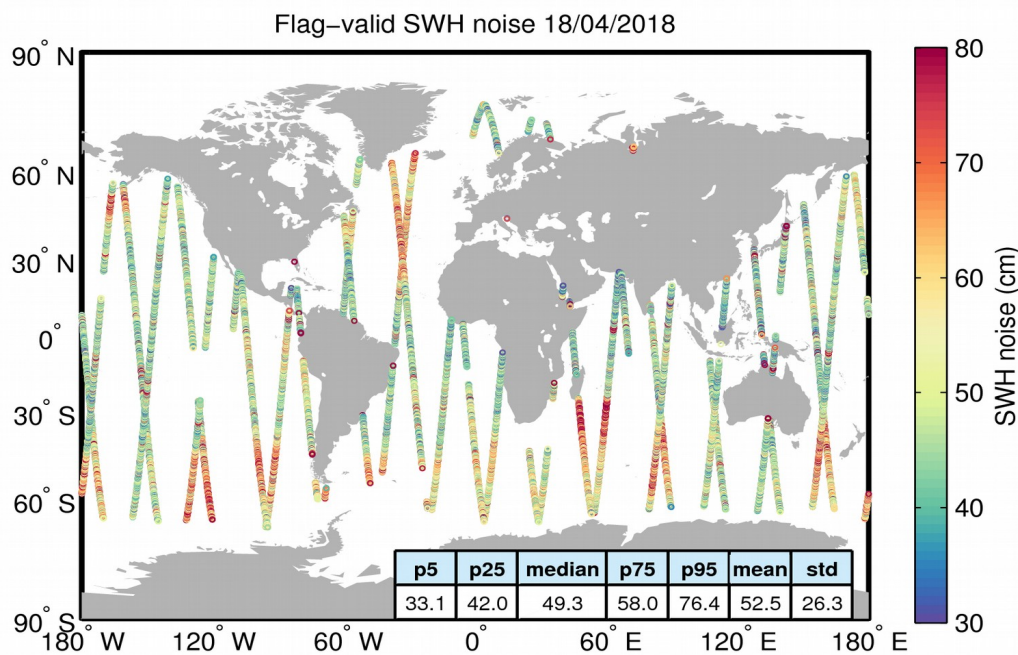 Flag−valid SWH noise 18/04/2018
90° N
60° N
30° N
0°
30° S
60° S
90° S
180° W
120° W
60° W
0°
60° E
120° E
180° E
p5 p25 median p75 p95 mean std
33.1 42.0 49.3 58.0 76.4 52.5 26.3
80
70
60
50
40
30
SWH noise (cm)